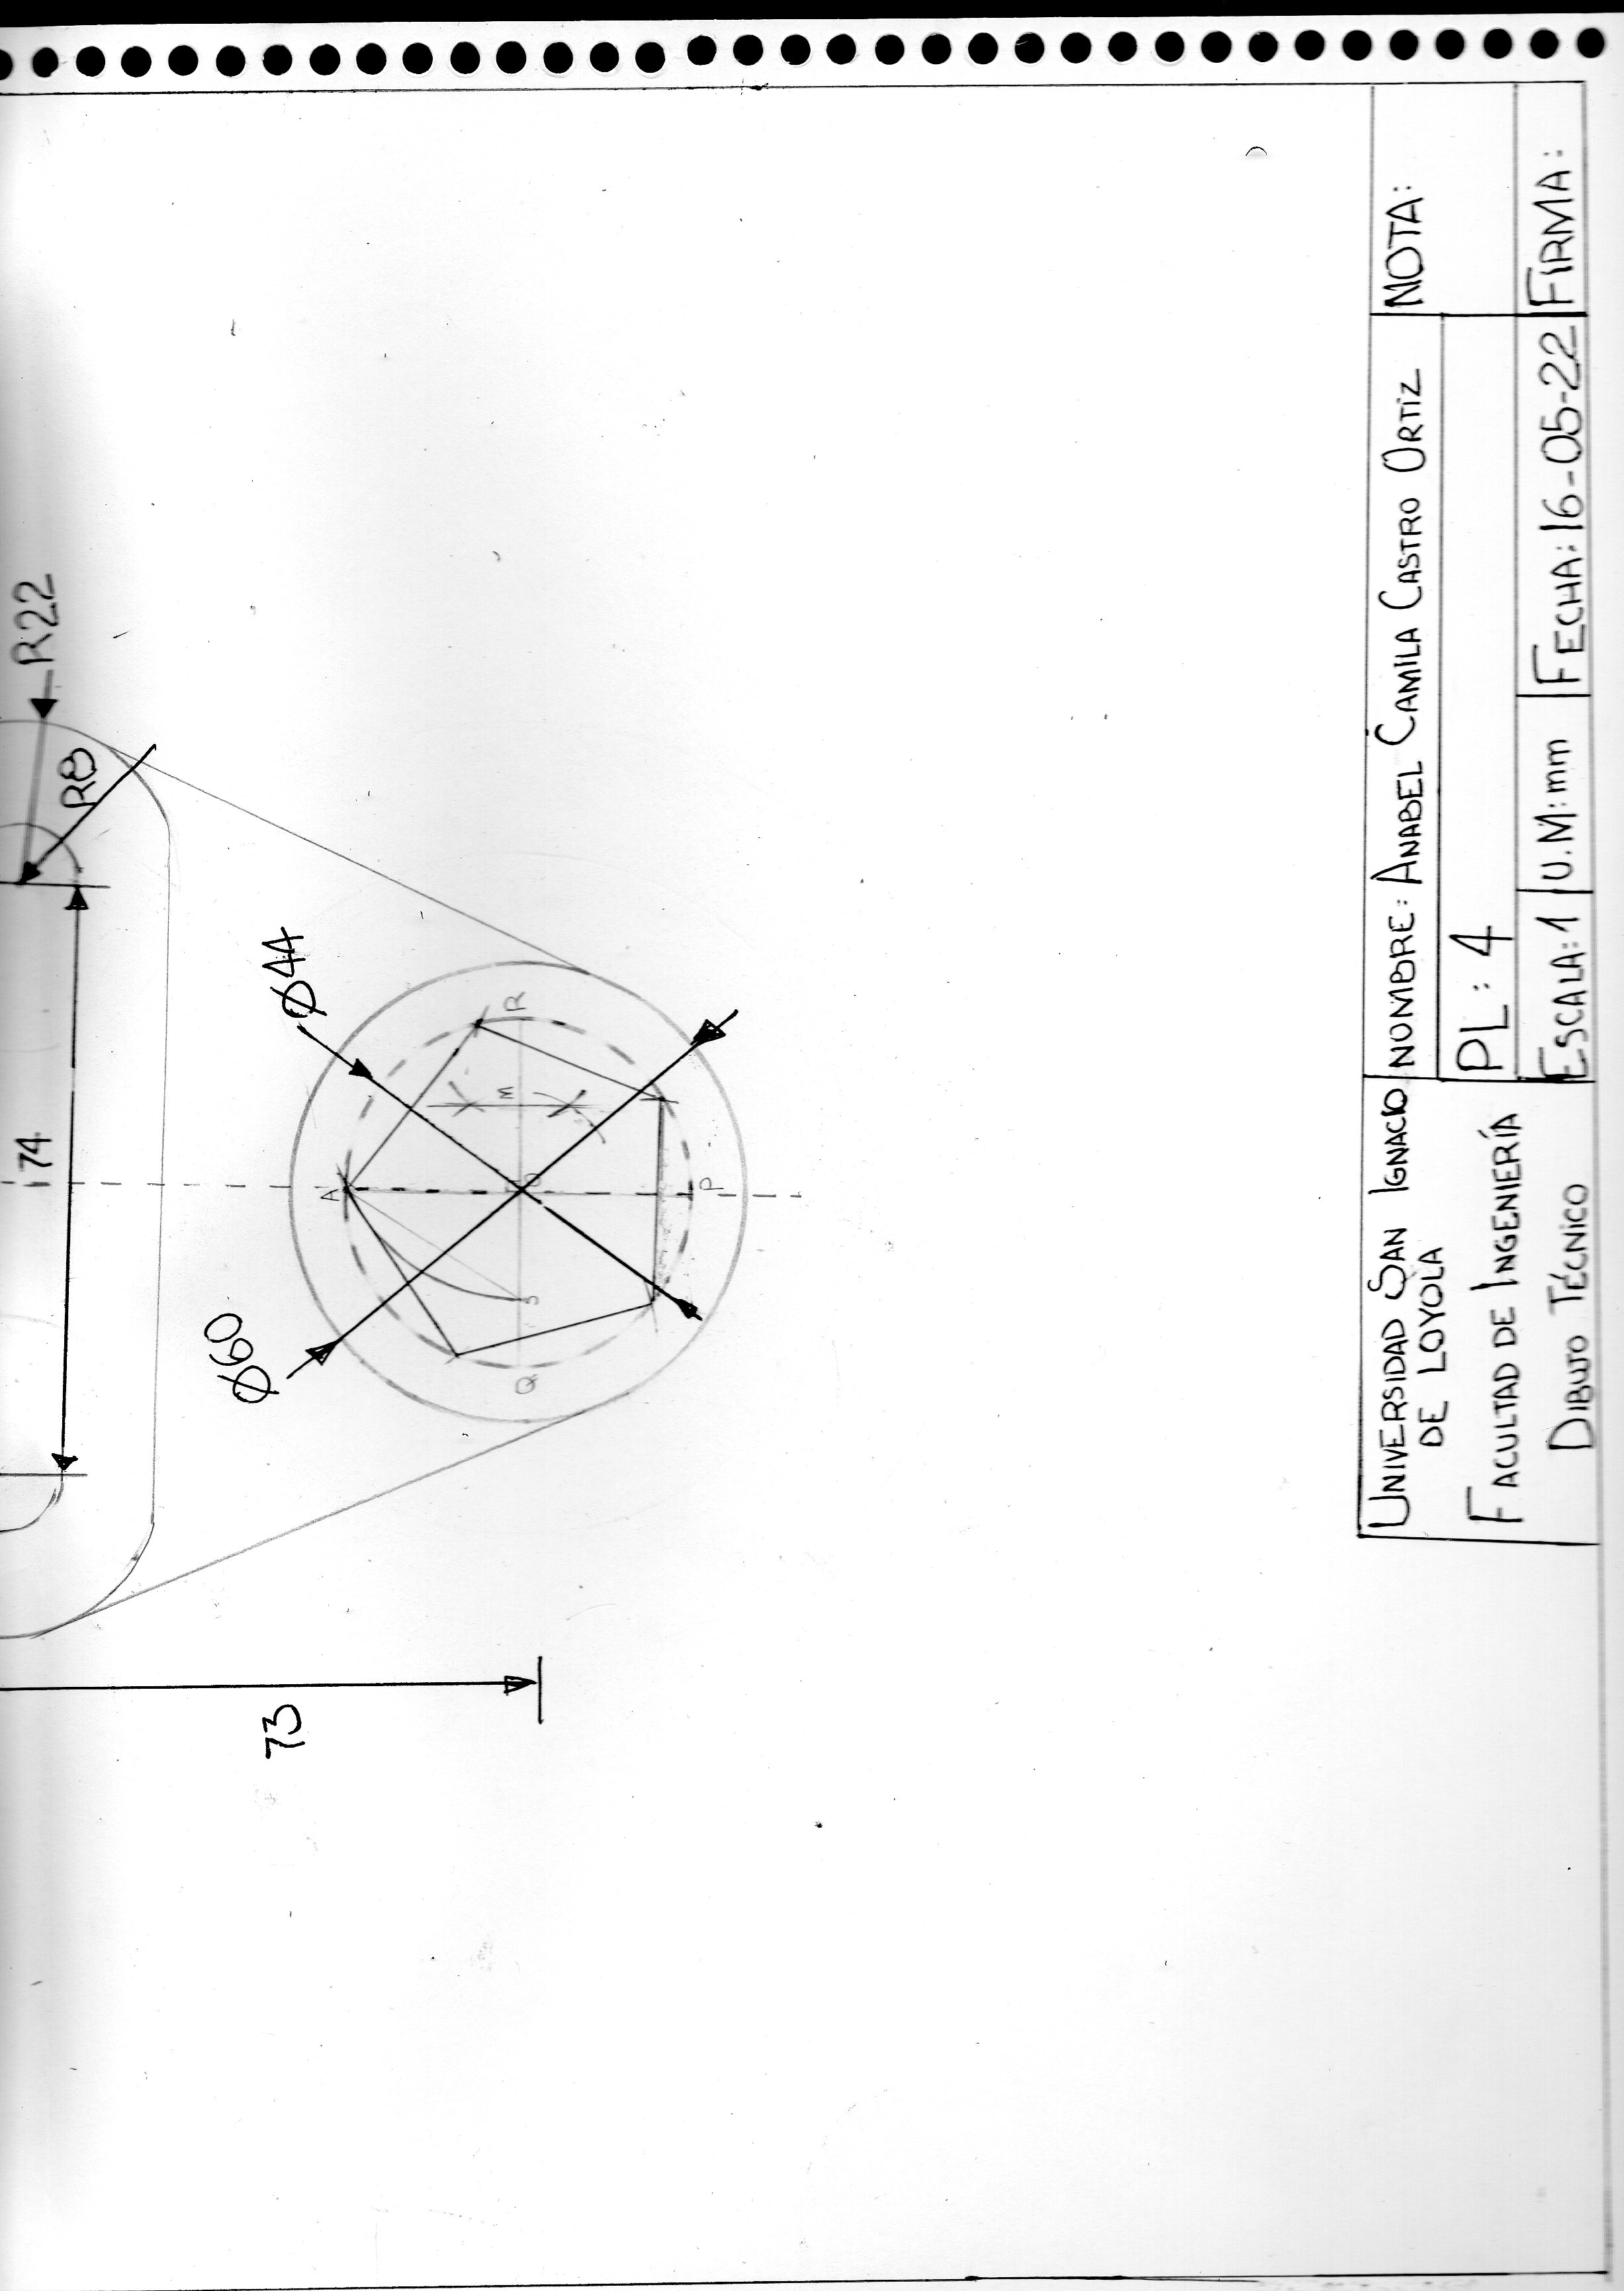 R22
R8
74
Ø44
Ø60
A
R
M
O
S
Q
P
73
UNIVERSIDAD SAN IGNACIO
DE LOYOLA
FACULTAD DE INGENIERÍA
DIBUJO TÉCNICO
NOMBRE: ANABEL CAMILA CASTRO ORTIZ
PL: 4
ESCALA: 1
U.M: mm
FECHA: 16-05-22
NOTA:
FIRMA: